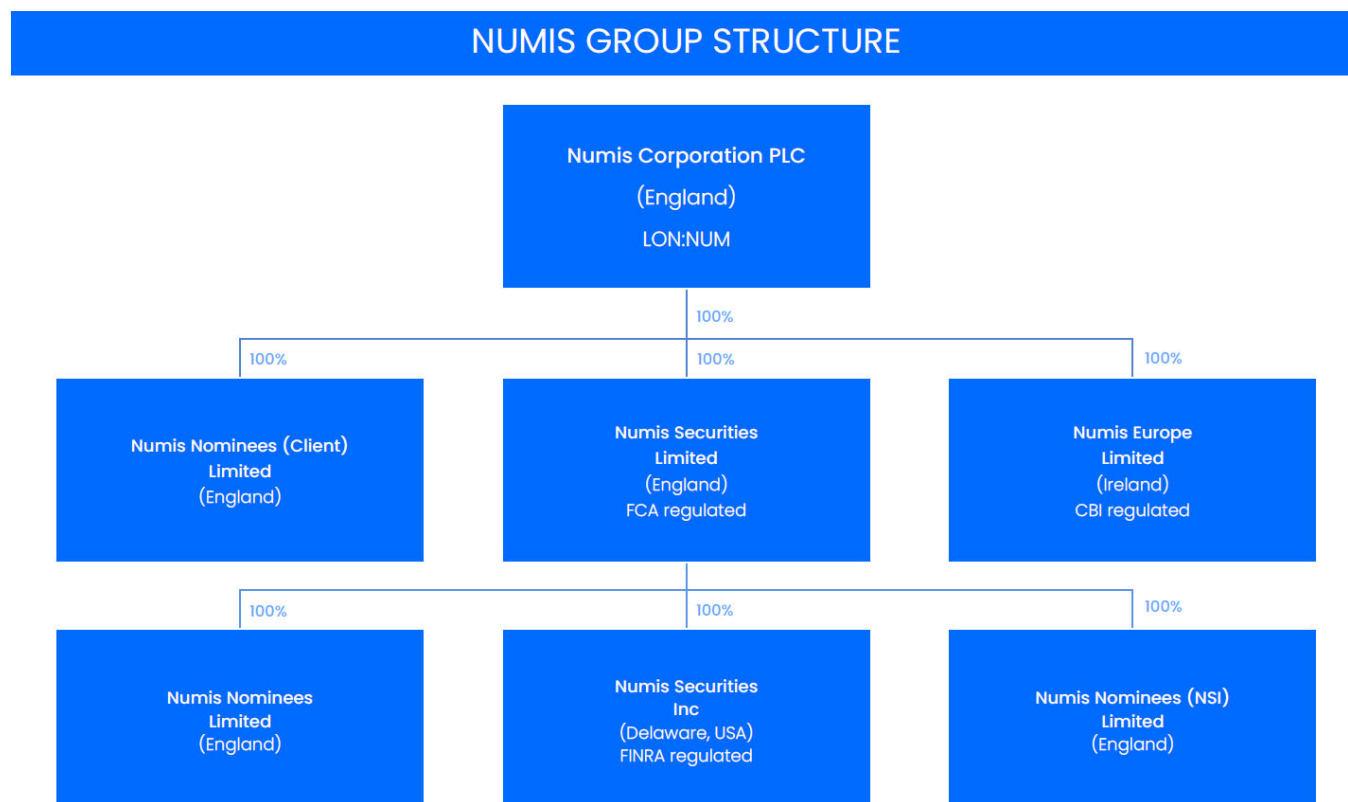 NUMIS GROUP STRUCTURE
Numis Corporation PLC
(England)
LON:NUM
100%
100%
100%
100%
Numis Nominees (Client)
Limited
(England)
Numis Securities
Limited
(England)
FCA regulated
Numis Europe
Limited
(Ireland)
CBI regulated
100%
100%
100%
Numis Nominees
Limited
(England)
Numis Securities
Inc
(Delaware, USA)
FINRA regulated
Numis Nominees (NSI)
Limited
(England)